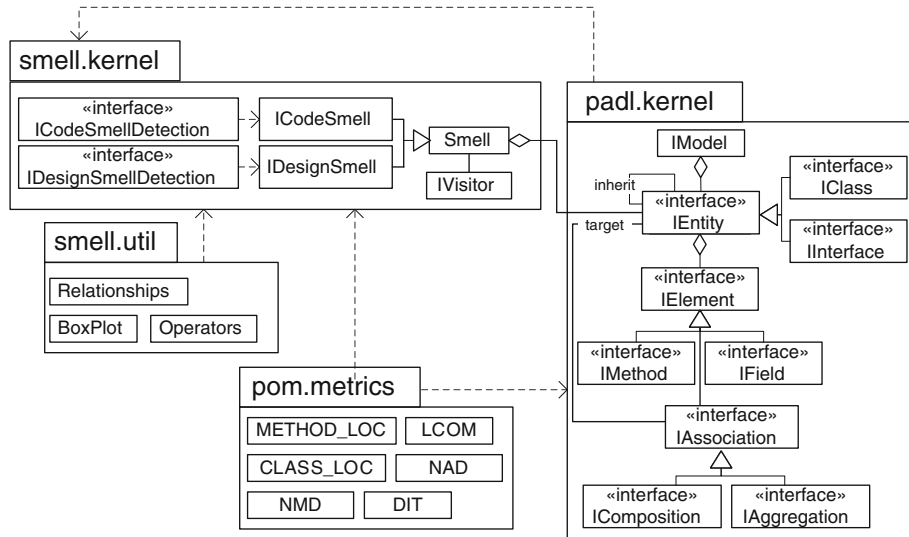 smell.kernel
«interface»
ICodeSmellDetection
ICodeSmell
«interface»
IDesignSmellDetection
IDesignSmell
Smell
IVisitor
smell.util
Relationships
BoxPlot
Operators
pom.metrics
METHOD_LOC
LCOM
CLASS_LOC
NAD
NMD
DIT
padl.kernel
IModel
inherit
«interface»
IEntity
target
«interface»
IClass
«interface»
IInterface
«interface»
IElement
«interface»
IMethod
«interface»
IField
«interface»
IAssociation
«interface»
IComposition
«interface»
IAggregation